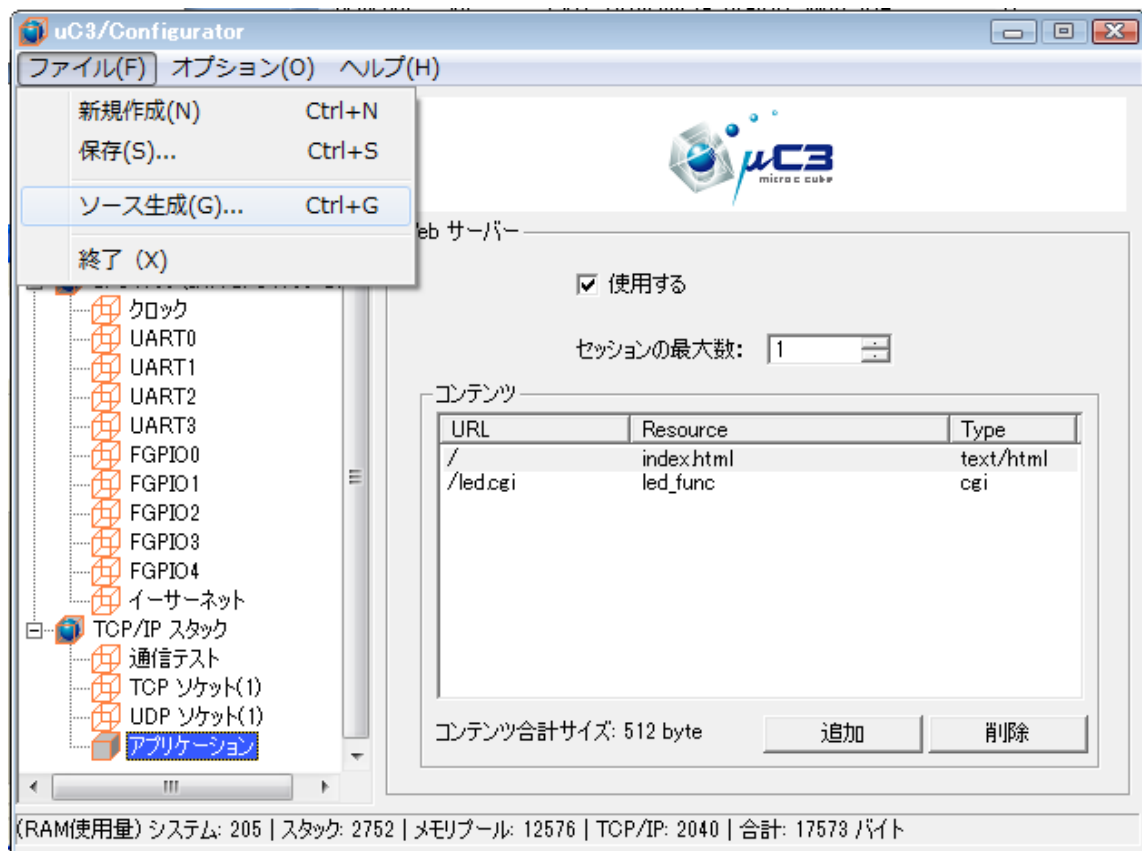 uC3/Configurator
ファイル(F) オプション(O) ヘルプ(H)
新規作成(N) Ctrl+N
保存(S)... Ctrl+S
ソース生成(G)... Ctrl+G
終了 (X)
μC3
micro c cube
eb サーバー
使用する
セッションの最大数: 1
コンテンツ
URL Resource Type
/ index.html text/html
/led.cgi led_func cgi
コンテンツ合計サイズ: 512 byte
追加 削除
クロック
UART0
UART1
UART2
UART3
FGPIO0
FGPIO1
FGPIO2
FGPIO3
FGPIO4
イーサーネット
TCP/IP スタック
通信テスト
TCP ソケット(1)
UDP ソケット(1)
アプリケーション
(RAM使用量) システム: 205 | スタック: 2752 | メモリプール: 12576 | TCP/IP: 2040 | 合計: 17573 バイト